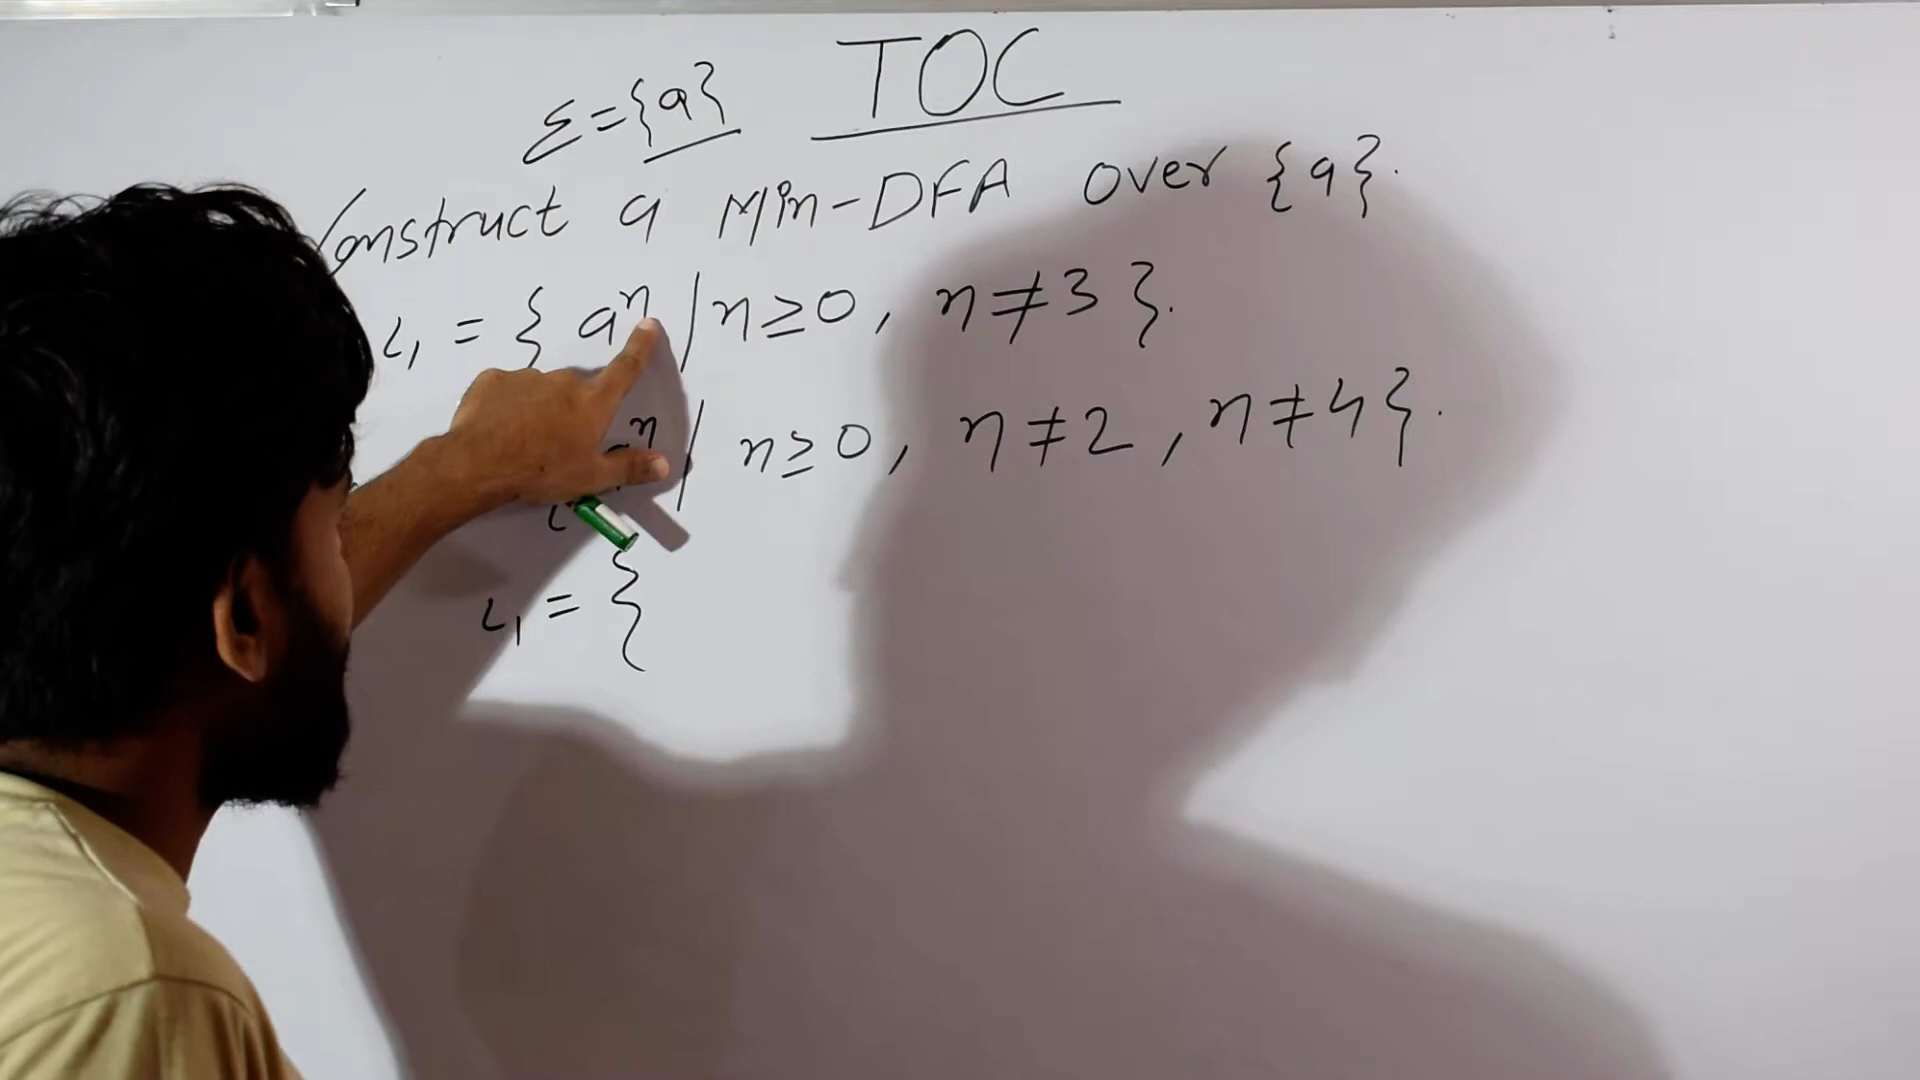 TOC
Σ={a}
Construct a Min-DFA over {a}.
L₁ = { aⁿ | n≥0, n≠3 }.
n | n≥0, n≠2, n≠4 }.
L₁ = {